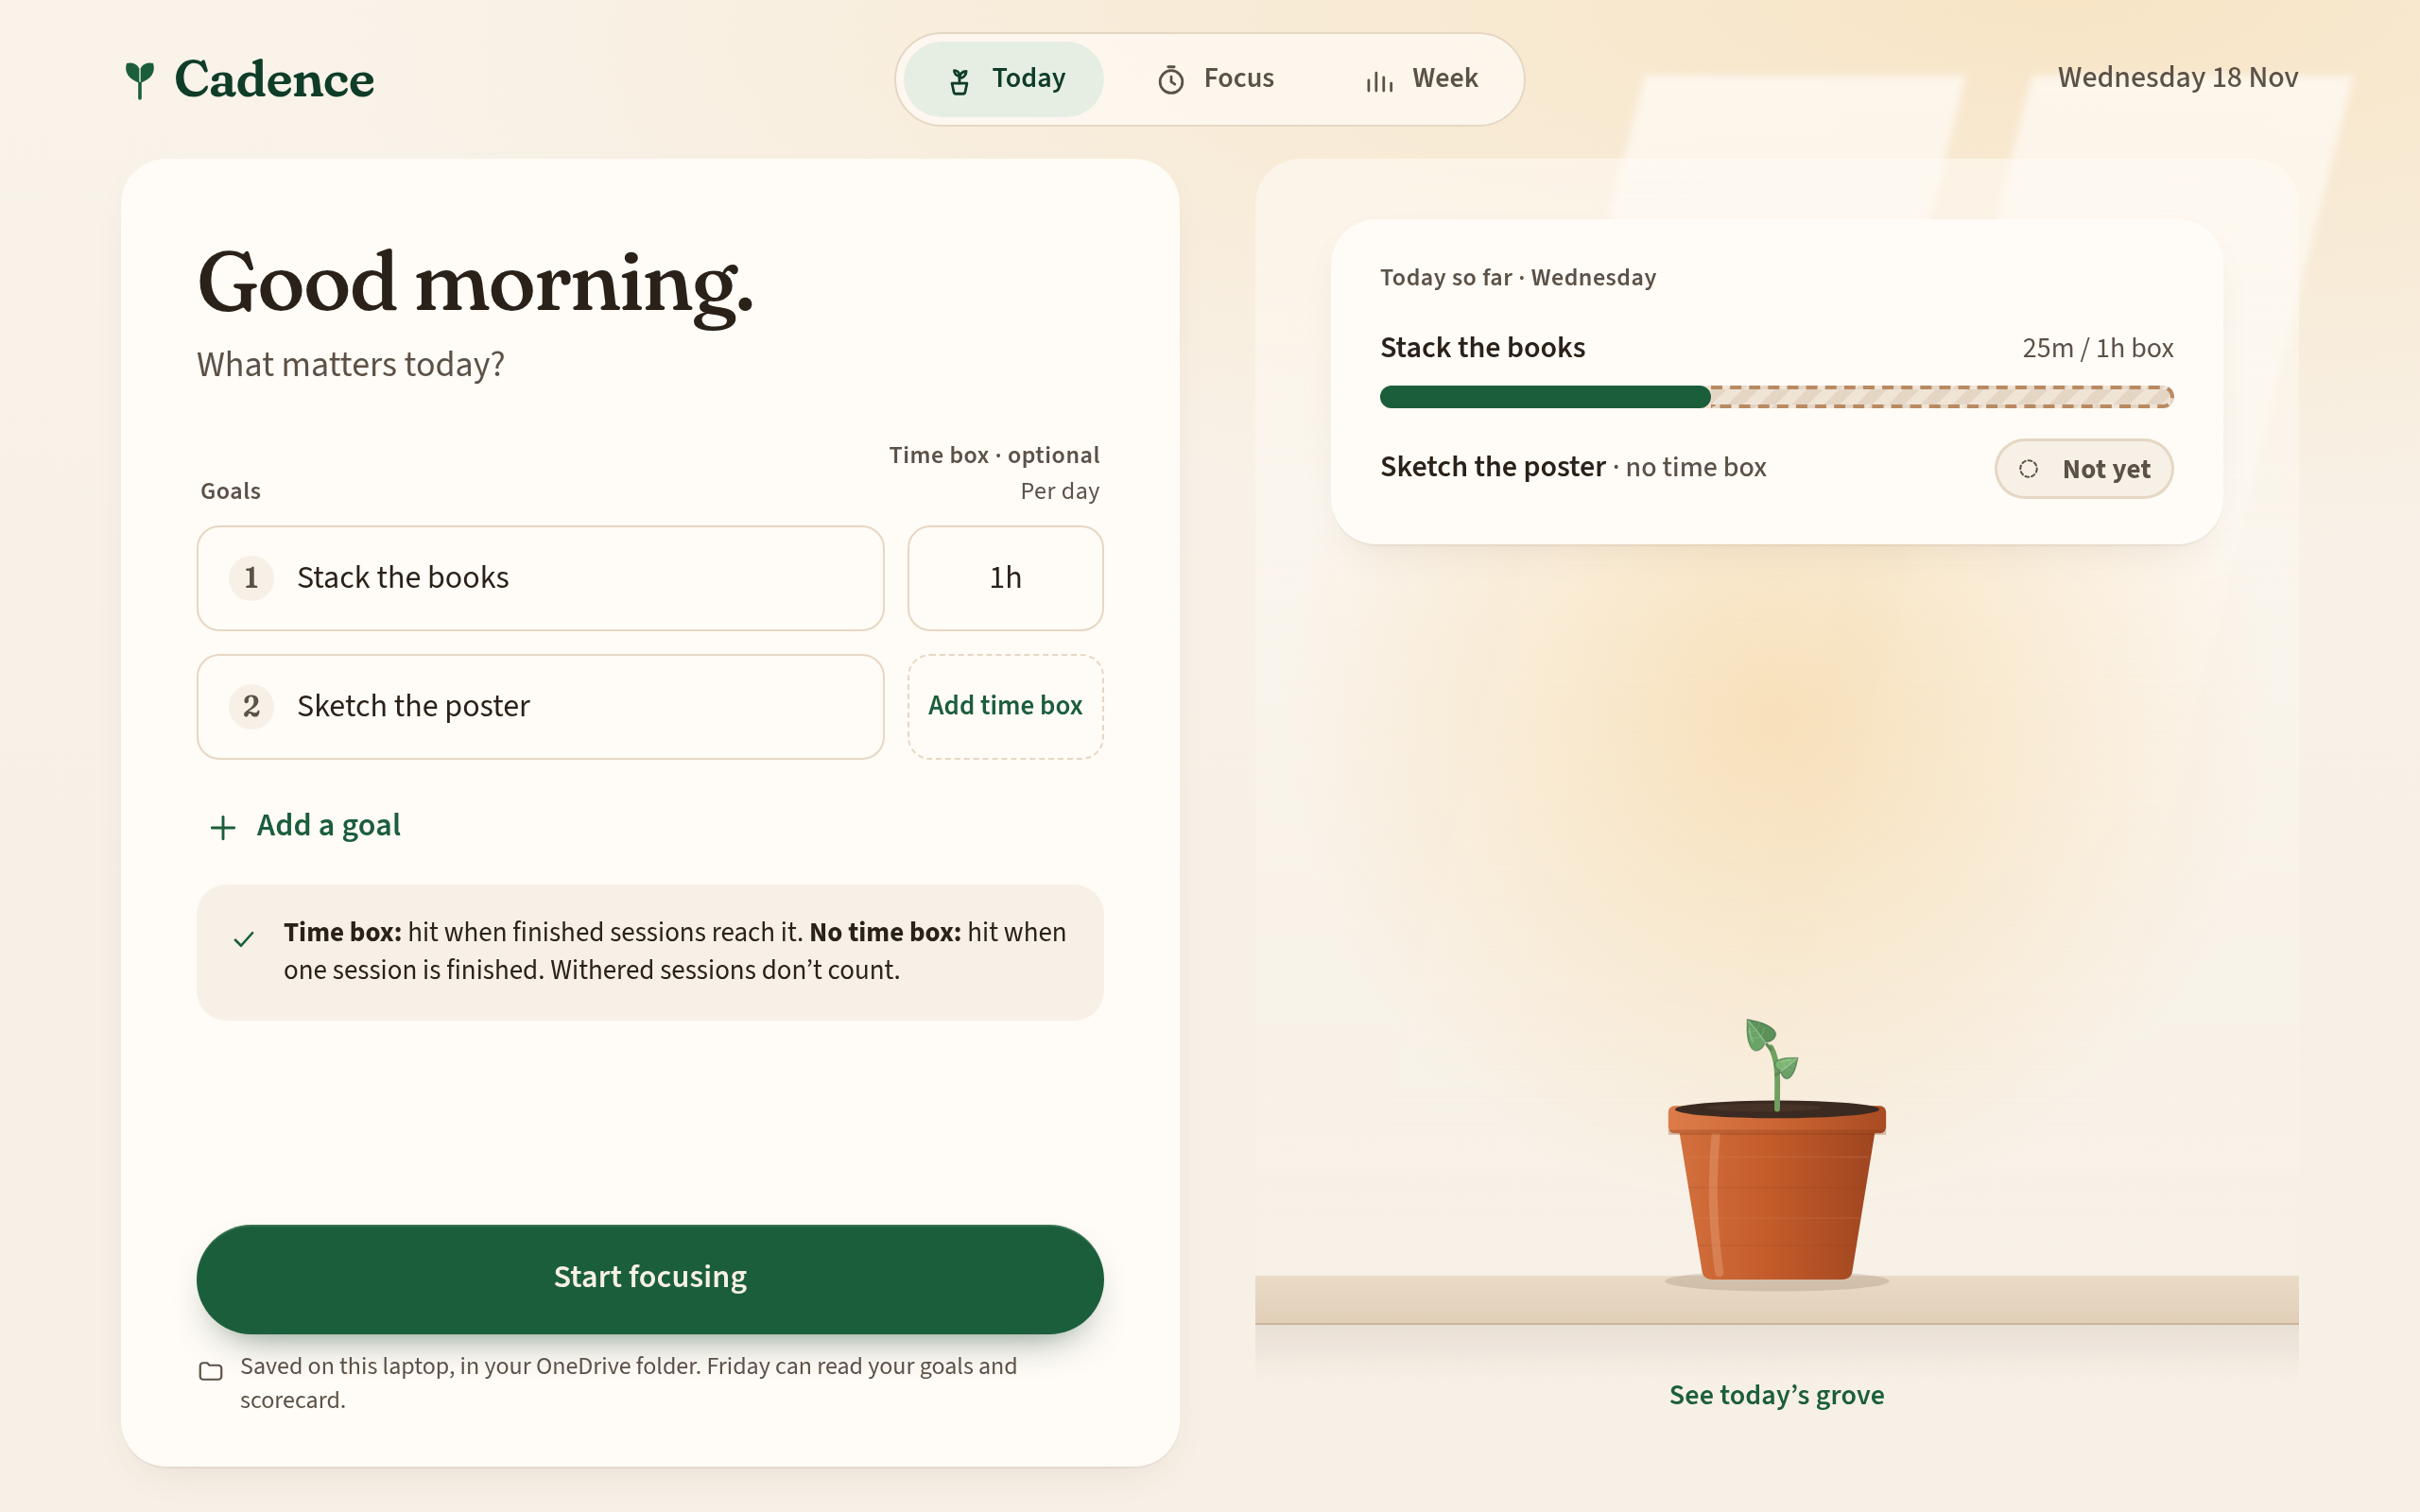 Cadence
Today
Focus
Week
Wednesday 18 Nov
Good morning.
What matters today?
Time box · optional
Goals
Per day
1
Stack the books
1h
2
Sketch the poster
Add time box
Add a goal
Time box: hit when finished sessions reach it. No time box: hit when
one session is finished. Withered sessions don’t count.
Start focusing
Saved on this laptop, in your OneDrive folder. Friday can read your goals and
scorecard.
Today so far · Wednesday
Stack the books
25m / 1h box
Sketch the poster · no time box
Not yet
See today’s grove